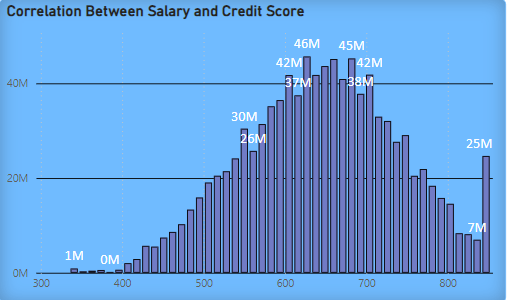 Correlation Between Salary and Credit Score
46M
45M
42M
42M
40M
37M
38M
30M
26M
25M
20M
7M
1M
0M
0M
300
400
500
600
700
800